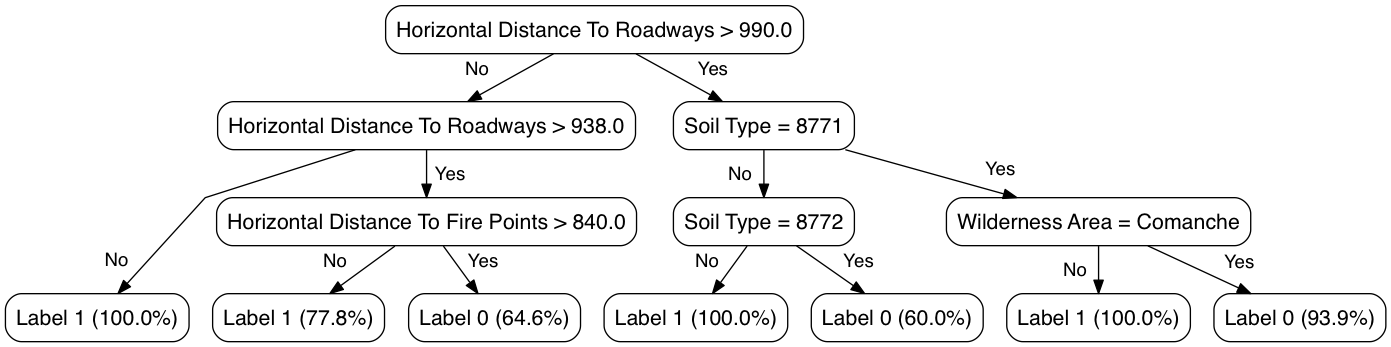 Horizontal Distance To Roadways > 990.0
No
Yes
Horizontal Distance To Roadways > 938.0
Soil Type = 8771
Yes
No
Yes
Horizontal Distance To Fire Points > 840.0
Soil Type = 8772
Wilderness Area = Comanche
No
No
Yes
No
Yes
No
Yes
Label 1 (100.0%)
Label 1 (77.8%)
Label 0 (64.6%)
Label 1 (100.0%)
Label 0 (60.0%)
Label 1 (100.0%)
Label 0 (93.9%)